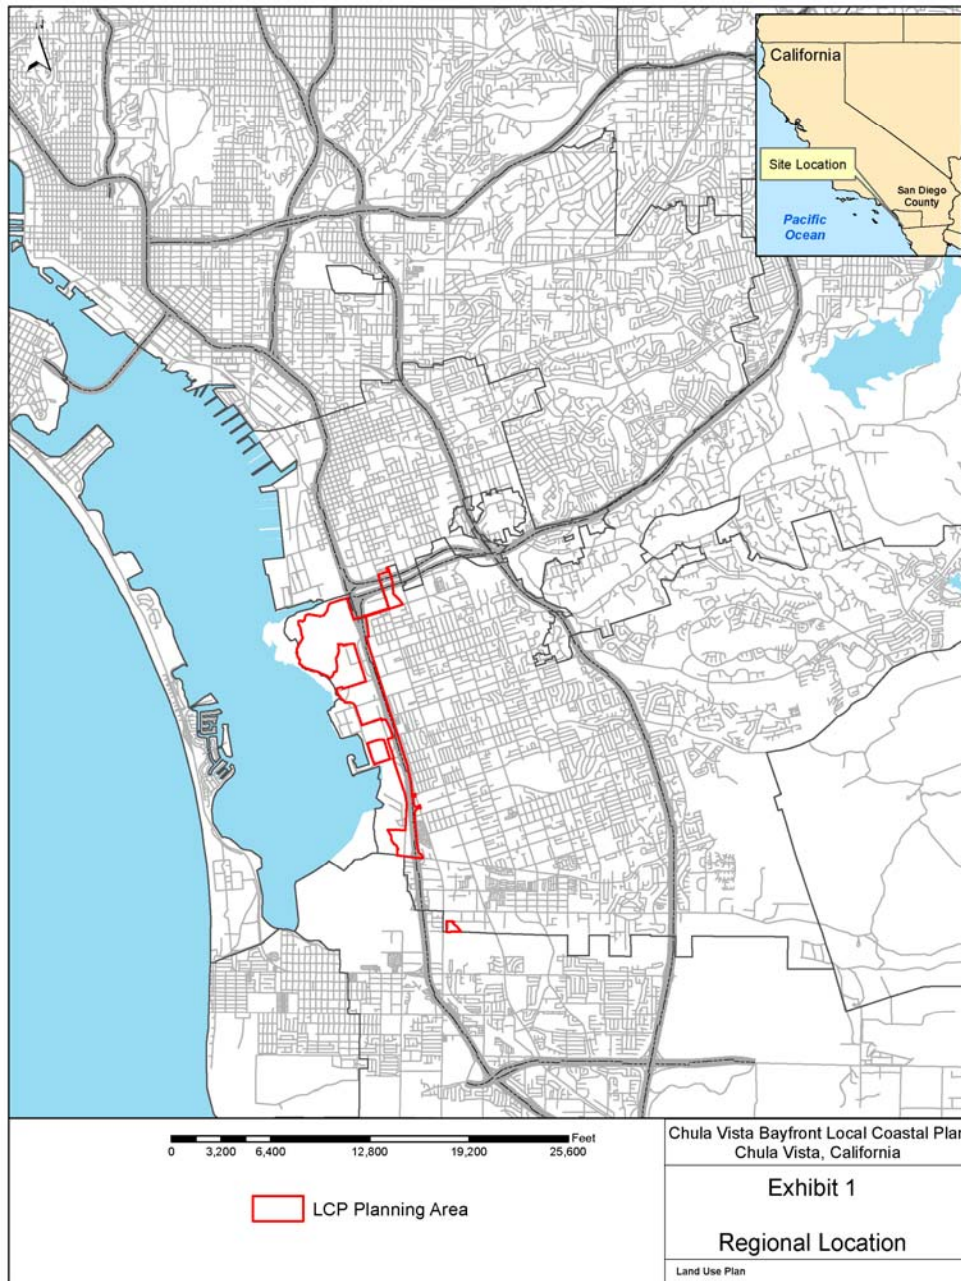 California
Site Location
San Diego
County
Pacific
Ocean
Feet
0 3,200 6,400 12,800 19,200 25,600
LCP Planning Area
Chula Vista Bayfront Local Coastal Plan
Chula Vista, California
Exhibit 1
Regional Location
Land Use Plan